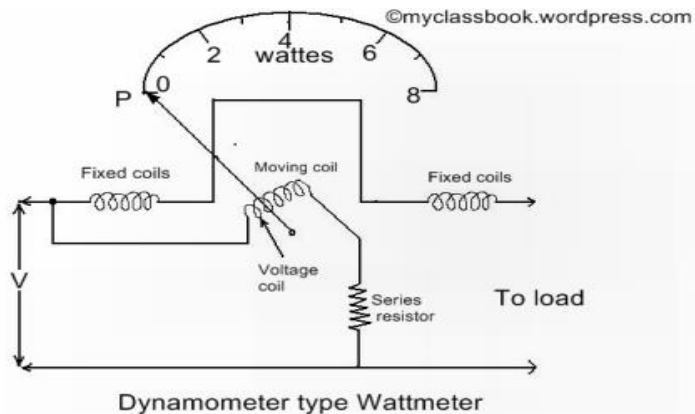 ©myclassbook.wordpress.com
0 2 4 6 8
wattes
P
Fixed coils
Moving coil
Fixed coils
V
Voltage
coil
Series
resistor
To load
Dynamometer type Wattmeter